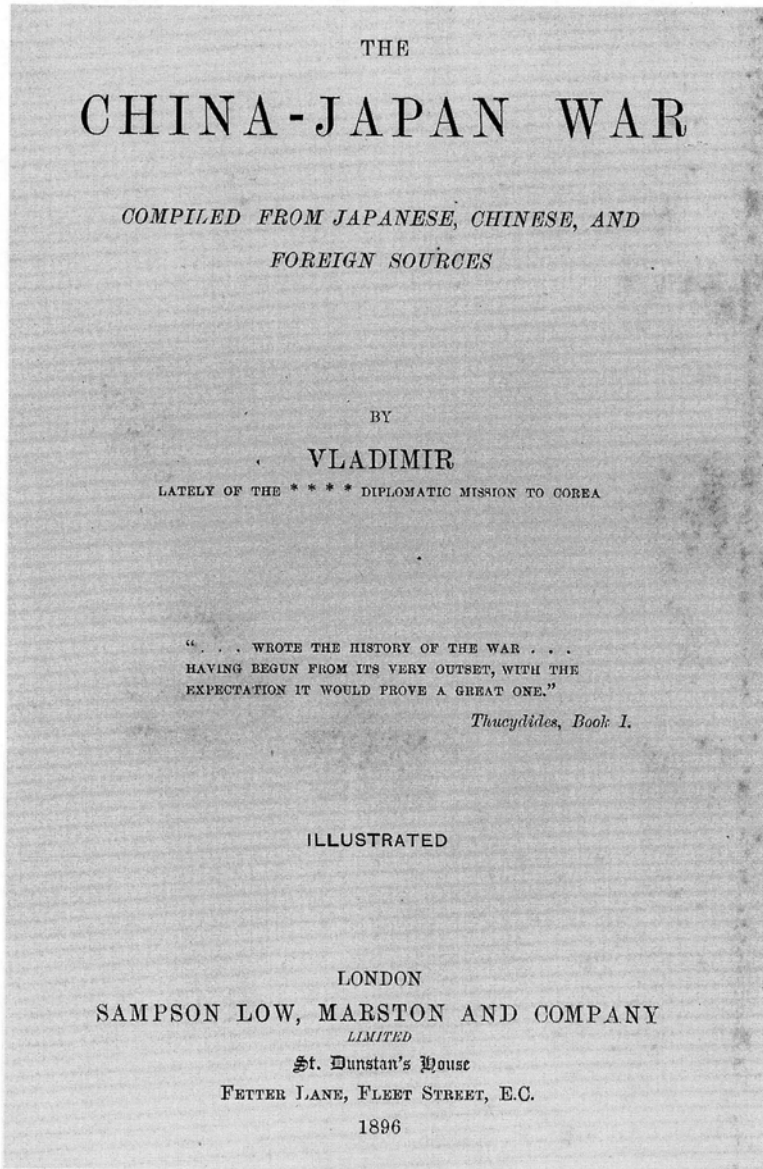 THE
CHINA-JAPAN WAR
COMPILED FROM JAPANESE, CHINESE, AND
FOREIGN SOURCES
BY
VLADIMIR
LATELY OF THE * * * * DIPLOMATIC MISSION TO COREA
". . . WROTE THE HISTORY OF THE WAR . . .
HAVING BEGUN FROM ITS VERY OUTSET, WITH THE
EXPECTATION IT WOULD PROVE A GREAT ONE."
Thucydides, Book 1.
ILLUSTRATED
LONDON
SAMPSON LOW, MARSTON AND COMPANY
LIMITED
St. Dunstan's House
FETTER LANE, FLEET STREET, E.C.
1896